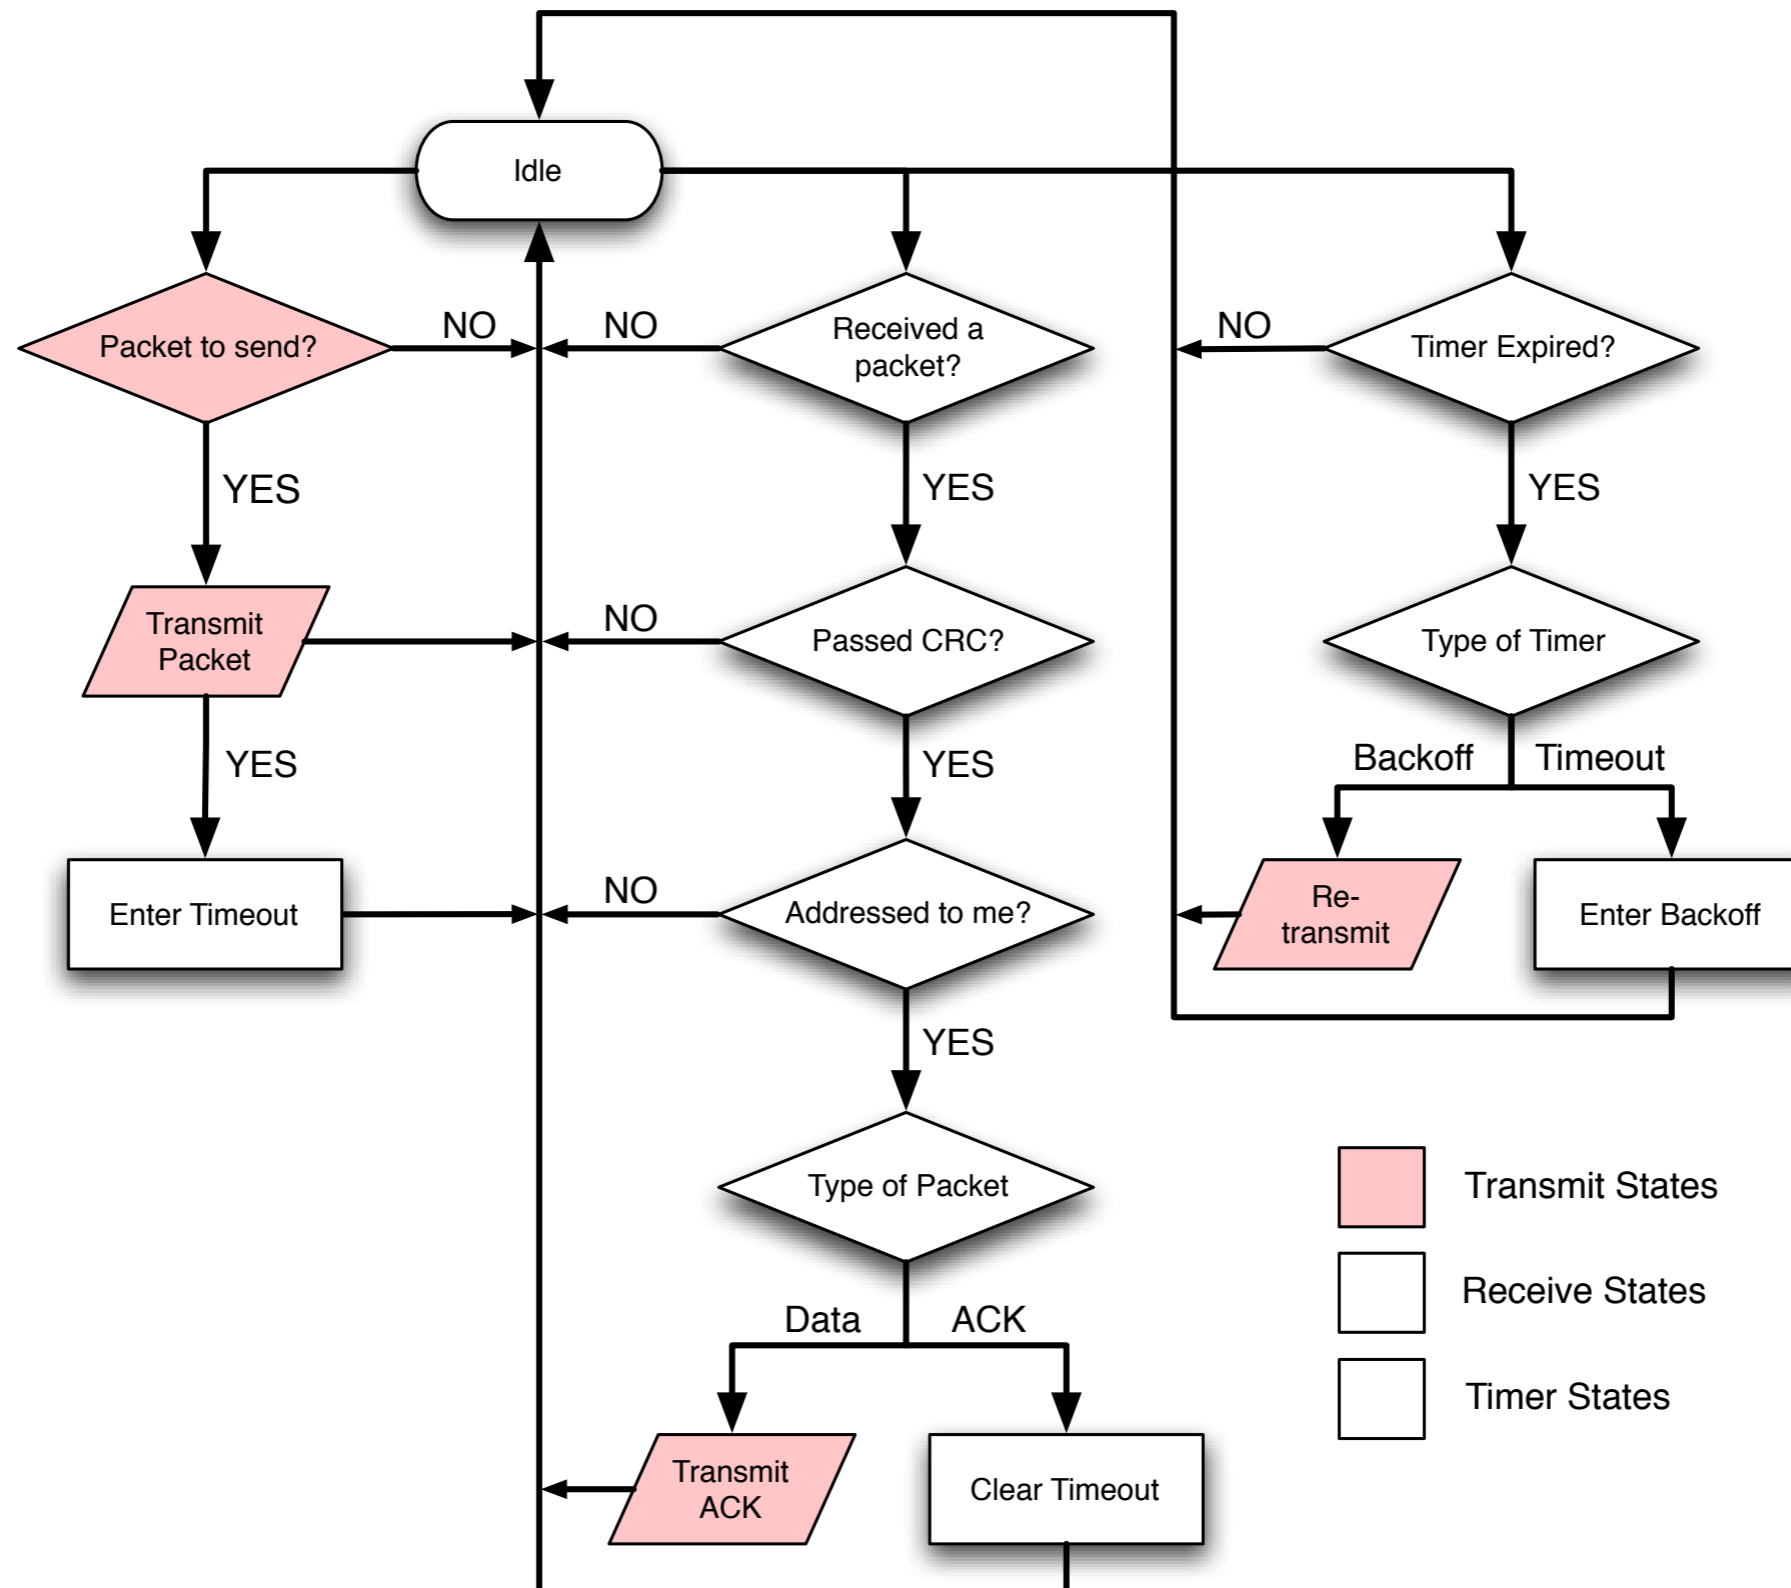 Idle
Packet to send?
NO
NO
Received a
packet?
NO
Timer Expired?
YES
YES
YES
Transmit
Packet
NO
Passed CRC?
Type of Timer
YES
YES
Backoff
Timeout
Enter Timeout
NO
Addressed to me?
Re-
transmit
Enter Backoff
YES
Type of Packet
Transmit States
Receive States
Data
ACK
Timer States
Transmit
ACK
Clear Timeout